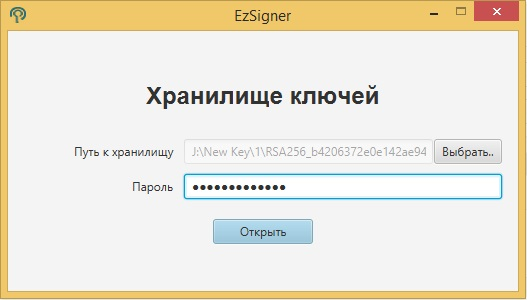 EzSigner
Хранилище ключей
Путь к хранилищу J:\New Key\1\RSA256_b4206372e0e142ae94 Выбрать..
Пароль •••••••••••••
Открыть